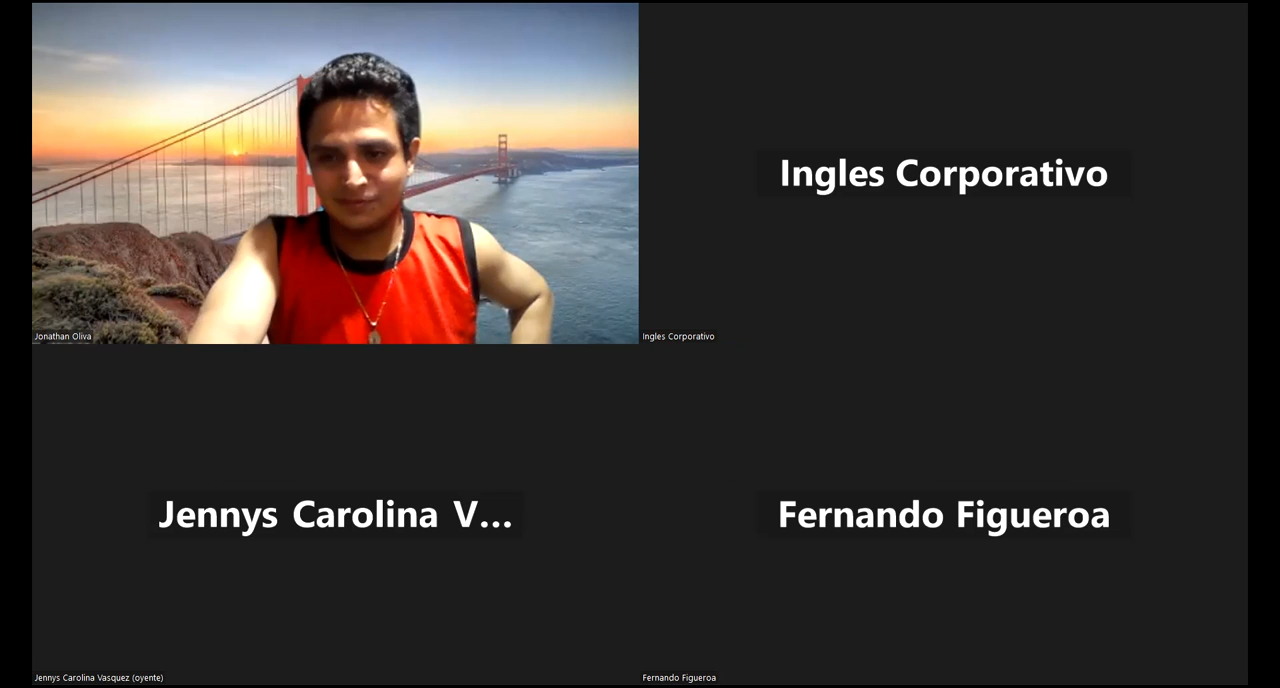 Ingles Corporativo
Jonathan Oliva
Ingles Corporativo
Jennys Carolina V...
Fernando Figueroa
Jennys Carolina Vasquez (oyente)
Fernando Figueroa